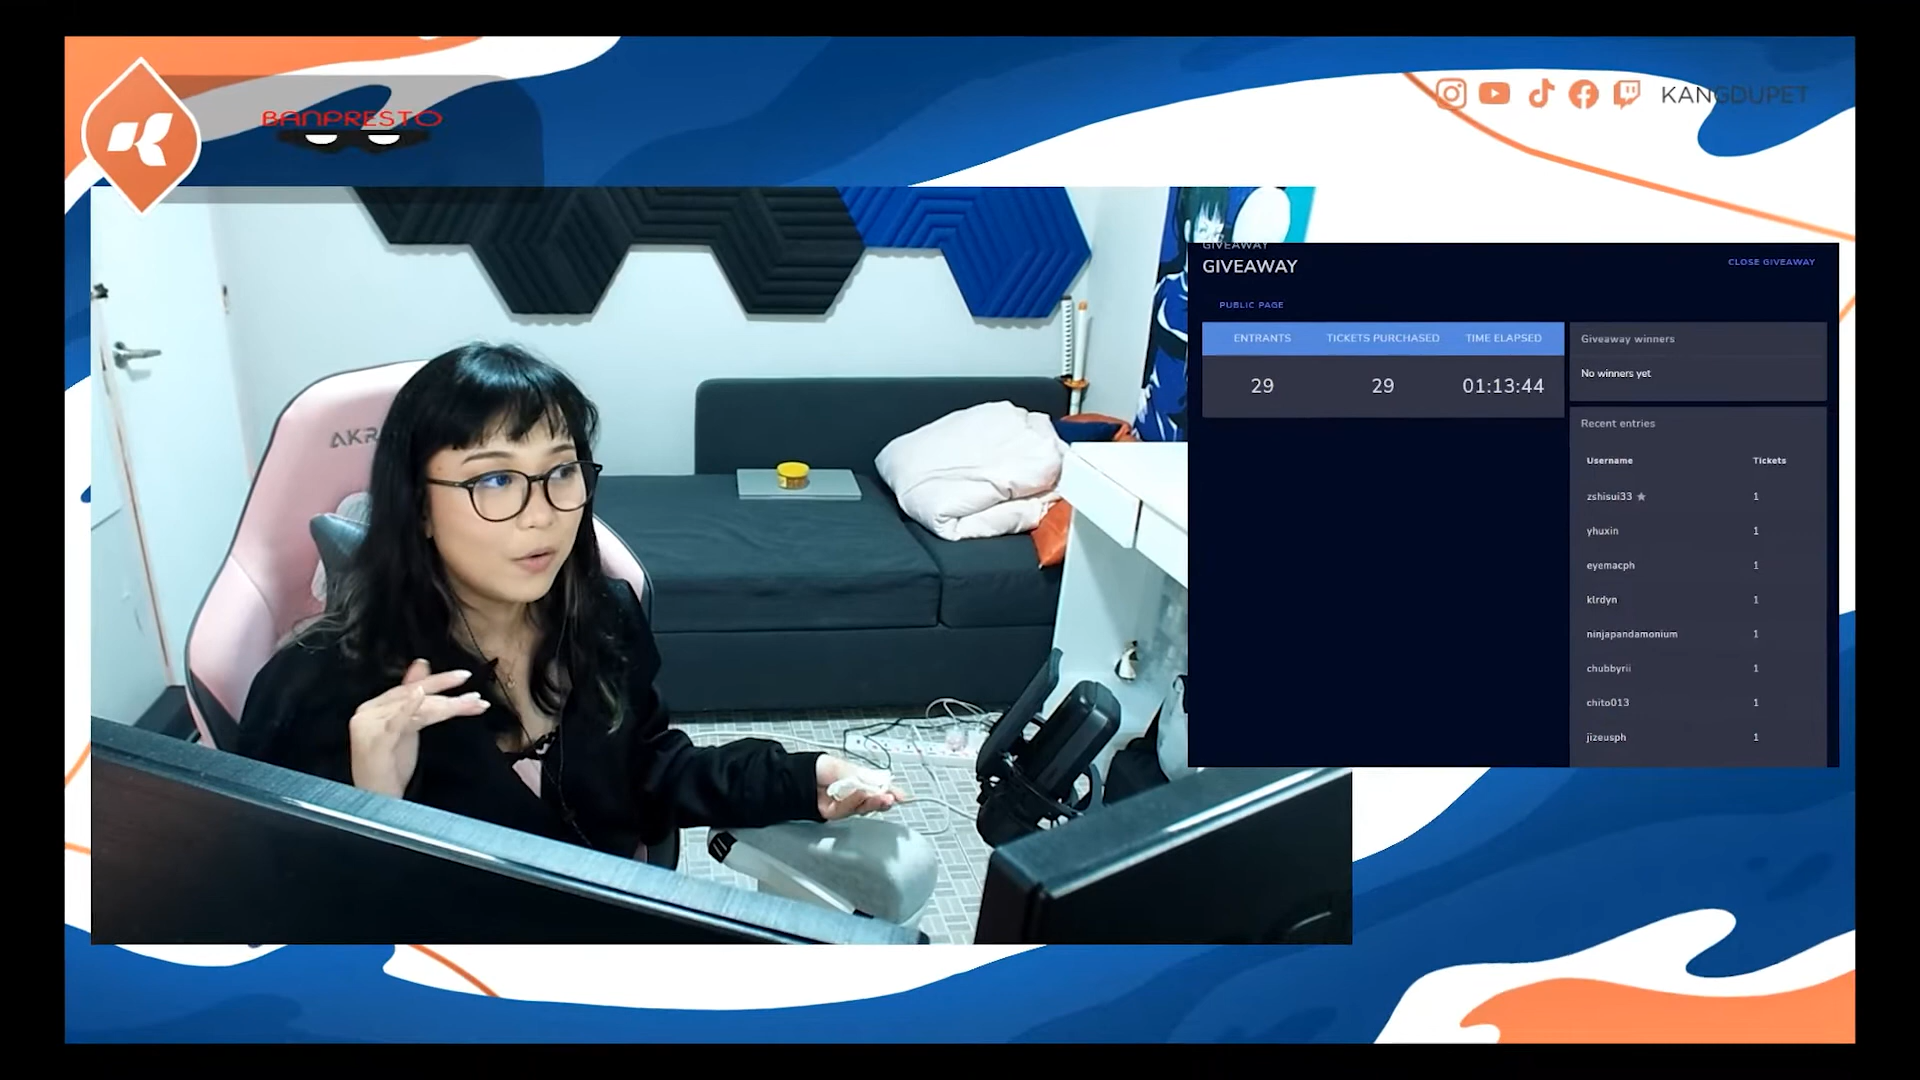 BANPRESTO
KANGDUPET
AKR
GIVEAWAY
GIVEAWAY
CLOSE GIVEAWAY
PUBLIC PAGE
ENTRANTS TICKETS PURCHASED TIME ELAPSED
29 29 01:13:44
Giveaway winners
No winners yet
Recent entries
Username Tickets
zshisui33 ★ 1
yhuxin 1
eyemacph 1
klrdyn 1
ninjapandamonium 1
chubbyrii 1
chito013 1
jizeusph 1